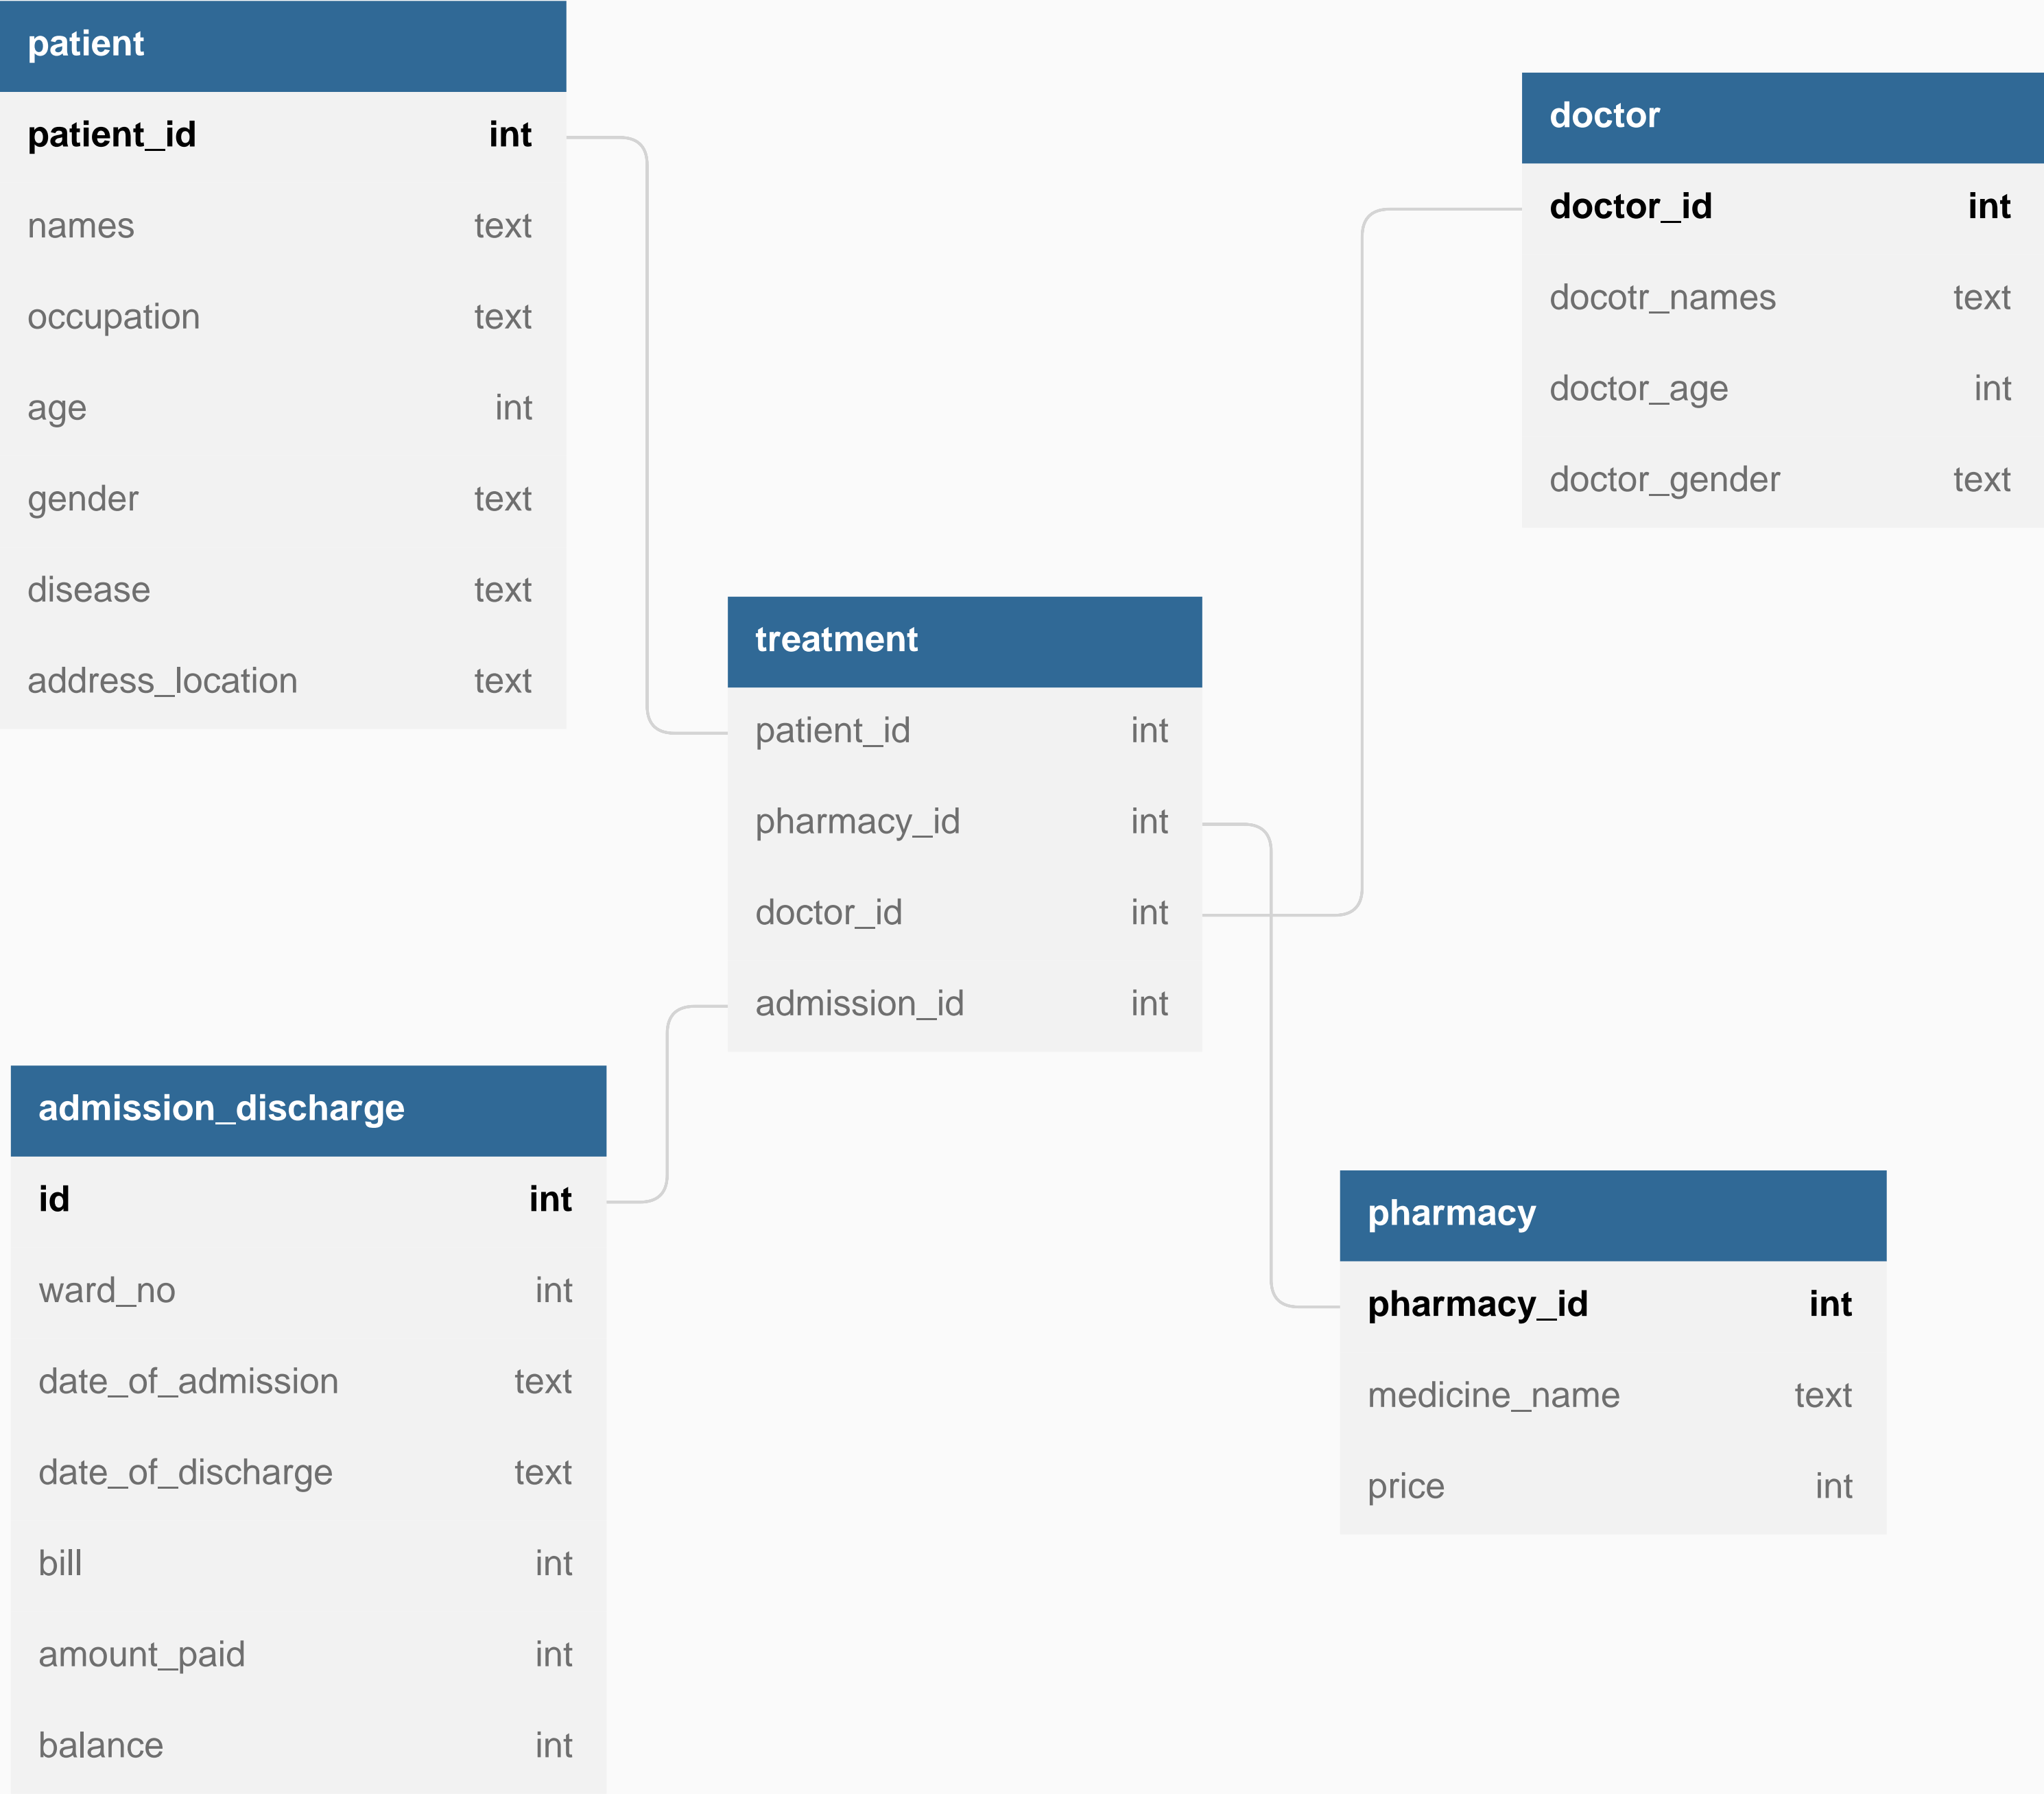 patient
patient_id int
names text
occupation text
age int
gender text
disease text
address_location text
doctor
doctor_id int
docotr_names text
doctor_age int
doctor_gender text
treatment
patient_id int
pharmacy_id int
doctor_id int
admission_id int
admission_discharge
id int
ward_no int
date_of_admission text
date_of_discharge text
bill int
amount_paid int
balance int
pharmacy
pharmacy_id int
medicine_name text
price int